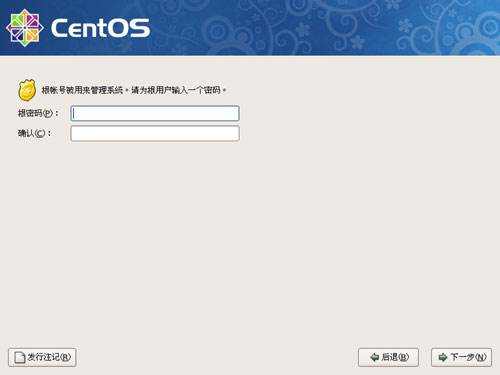 CentOS
根帐号被用来管理系统。请为根用户输入一个密码。
根密码(P)：
确认(C)：
发行注记(R)
后退(B)
下一步(N)